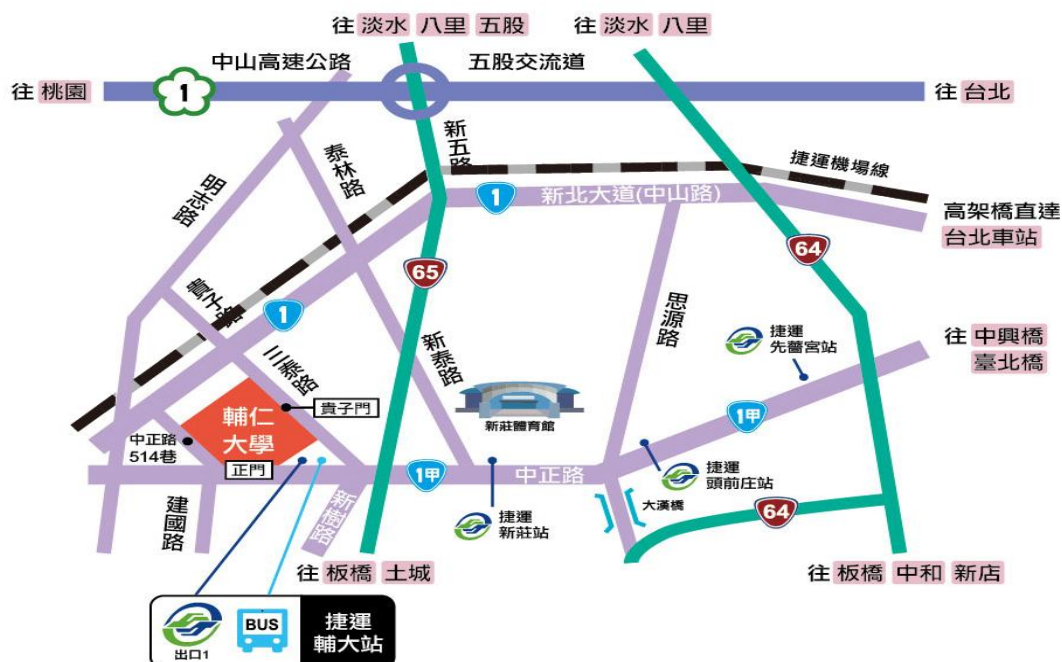 往 淡水 八里 五股
往 淡水 八里
中山高速公路
五股交流道
往 桃園
1
往 台北
新五路
泰林路
明志路
捷運機場線
1
新北大道(中山路)
高架橋直達
台北車站
65
64
貴子路
1
思源路
新泰路
三泰路
捷運
先嗇宮站
往 中興橋
臺北橋
貴子門
輔仁
大學
新莊體育館
1甲
中正路
514巷
正門
1甲
中正路
捷運
頭前庄站
建國路
新樹路
捷運
新莊站
大漢橋
64
往 板橋 土城
往 板橋 中和 新店
出口1
BUS
捷運
輔大站